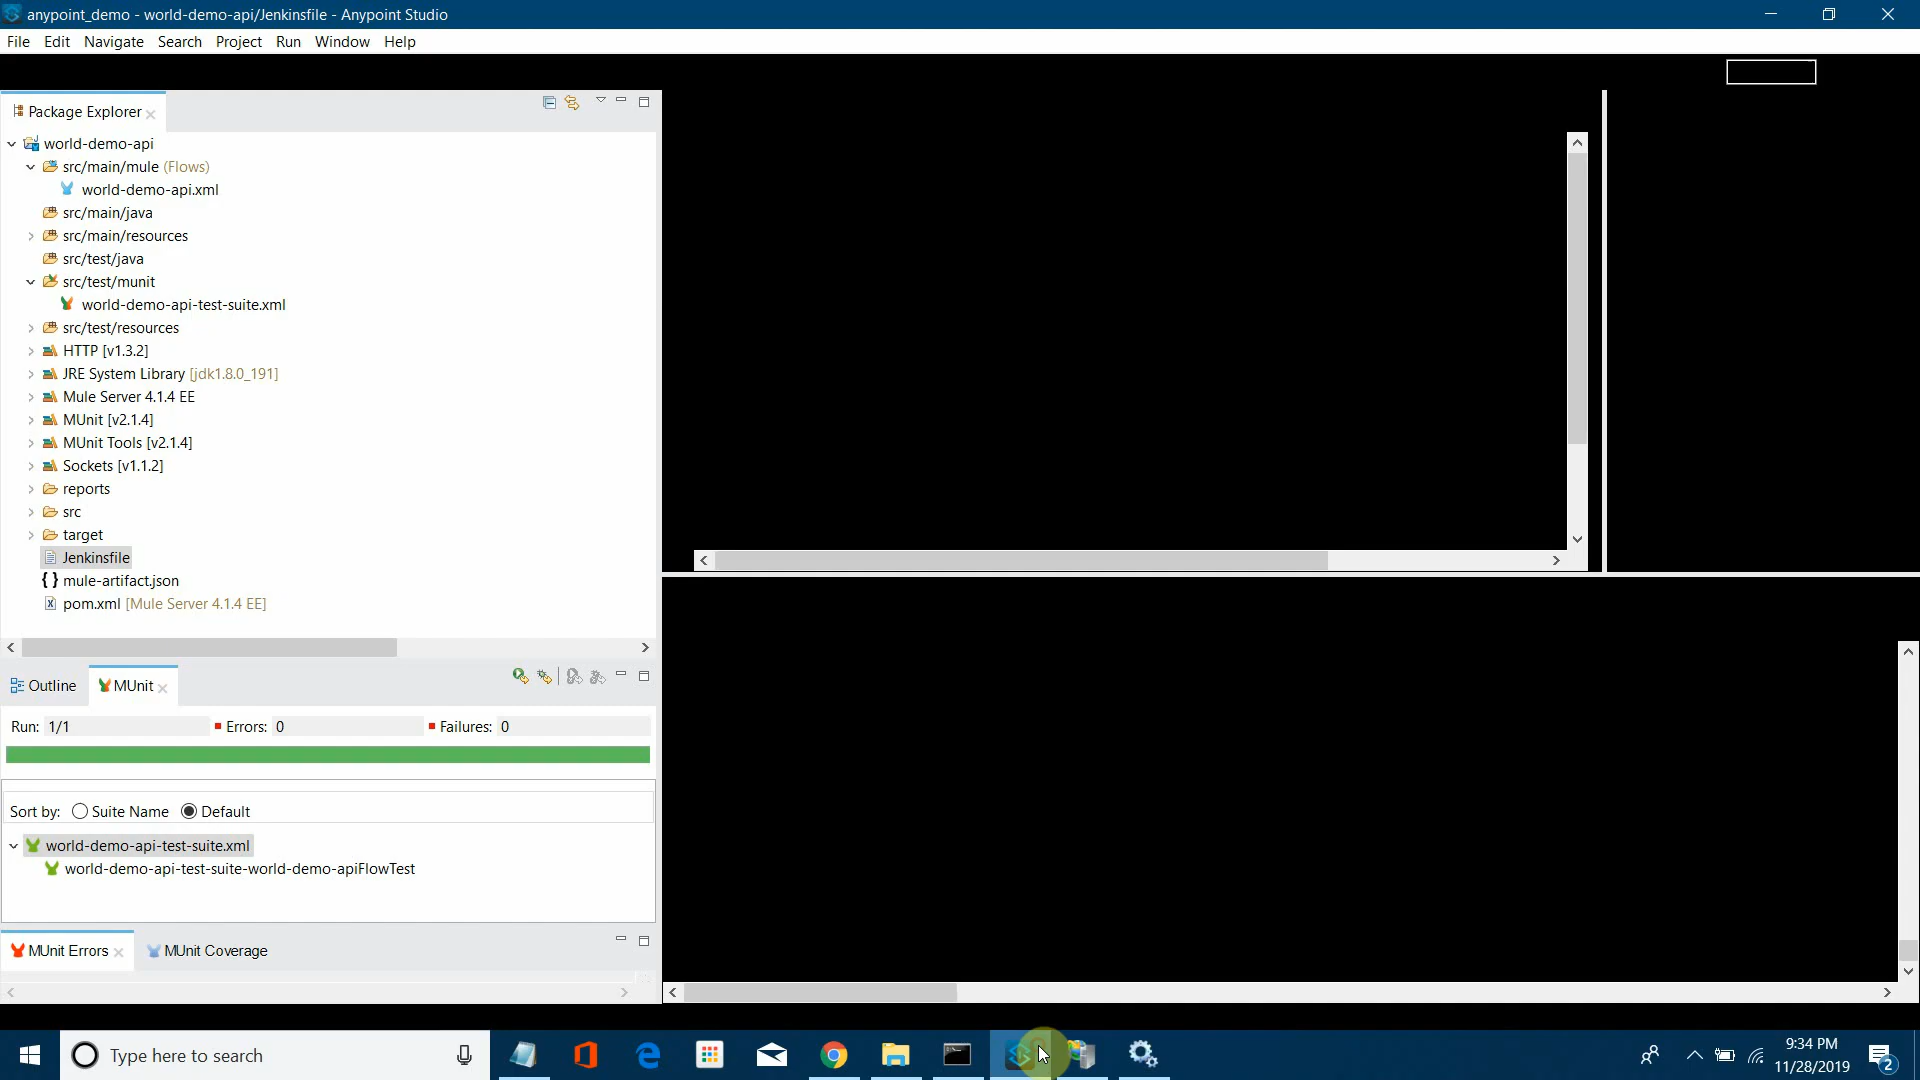 anypoint_demo - world-demo-api/Jenkinsfile - Anypoint Studio
File Edit Navigate Search Project Run Window Help
Package Explorer
world-demo-api
src/main/mule (Flows)
world-demo-api.xml
src/main/java
src/main/resources
src/test/java
src/test/munit
world-demo-api-test-suite.xml
src/test/resources
HTTP [v1.3.2]
JRE System Library [jdk1.8.0_191]
Mule Server 4.1.4 EE
MUnit [v2.1.4]
MUnit Tools [v2.1.4]
Sockets [v1.1.2]
reports
src
target
Jenkinsfile
mule-artifact.json
pom.xml [Mule Server 4.1.4 EE]
Outline MUnit
Run: 1/1 Errors: 0 Failures: 0
Sort by: Suite Name Default
world-demo-api-test-suite.xml
world-demo-api-test-suite-world-demo-apiFlowTest
MUnit Errors MUnit Coverage
Type here to search
9:34 PM
11/28/2019
2